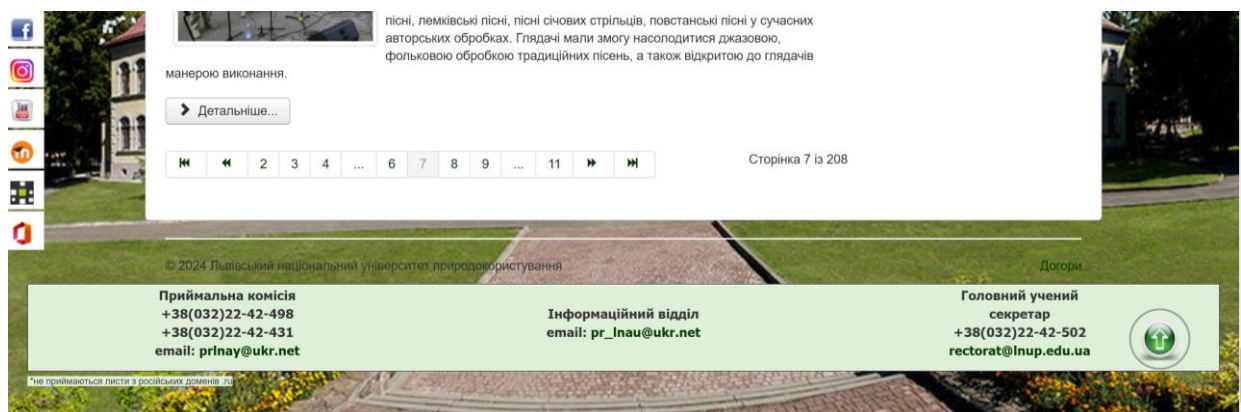 пісні, лемківські пісні, пісні січових стрільців, повстанські пісні у сучасних
авторських обробках. Глядачі мали змогу насолодитися джазовою,
фольковою обробкою традиційних пісень, а також відкритою до глядачів
манерою виконання.
Детальніше...
2 3 4 ... 6 7 8 9 ... 11
Сторінка 7 із 208
© 2024 Львівський національний університет природокористування
Догори
Приймальна комісія
+38(032)22-42-498
+38(032)22-42-431
email: prlnay@ukr.net
Інформаційний відділ
email: pr_lnau@ukr.net
Головний учений
секретар
+38(032)22-42-502
rectorat@lnup.edu.ua
*не приймаються листи з російських доменів .ru